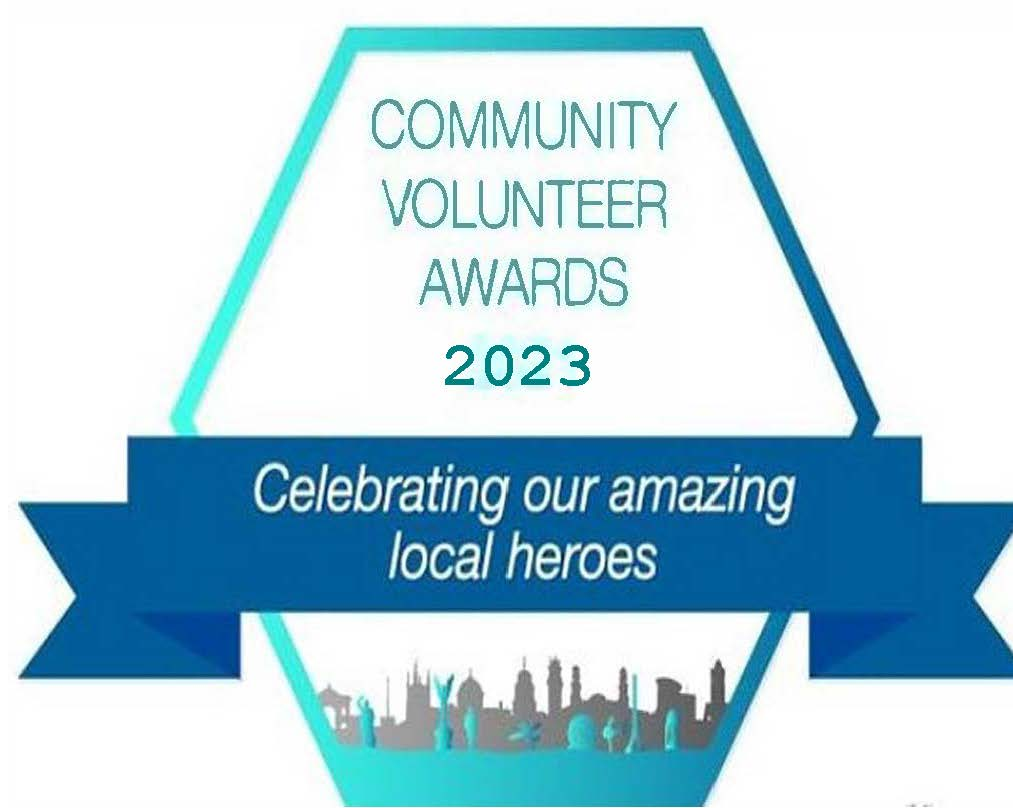 COMMUNITY
VOLUNTEER
AWARDS
2023
Celebrating our amazing
local heroes